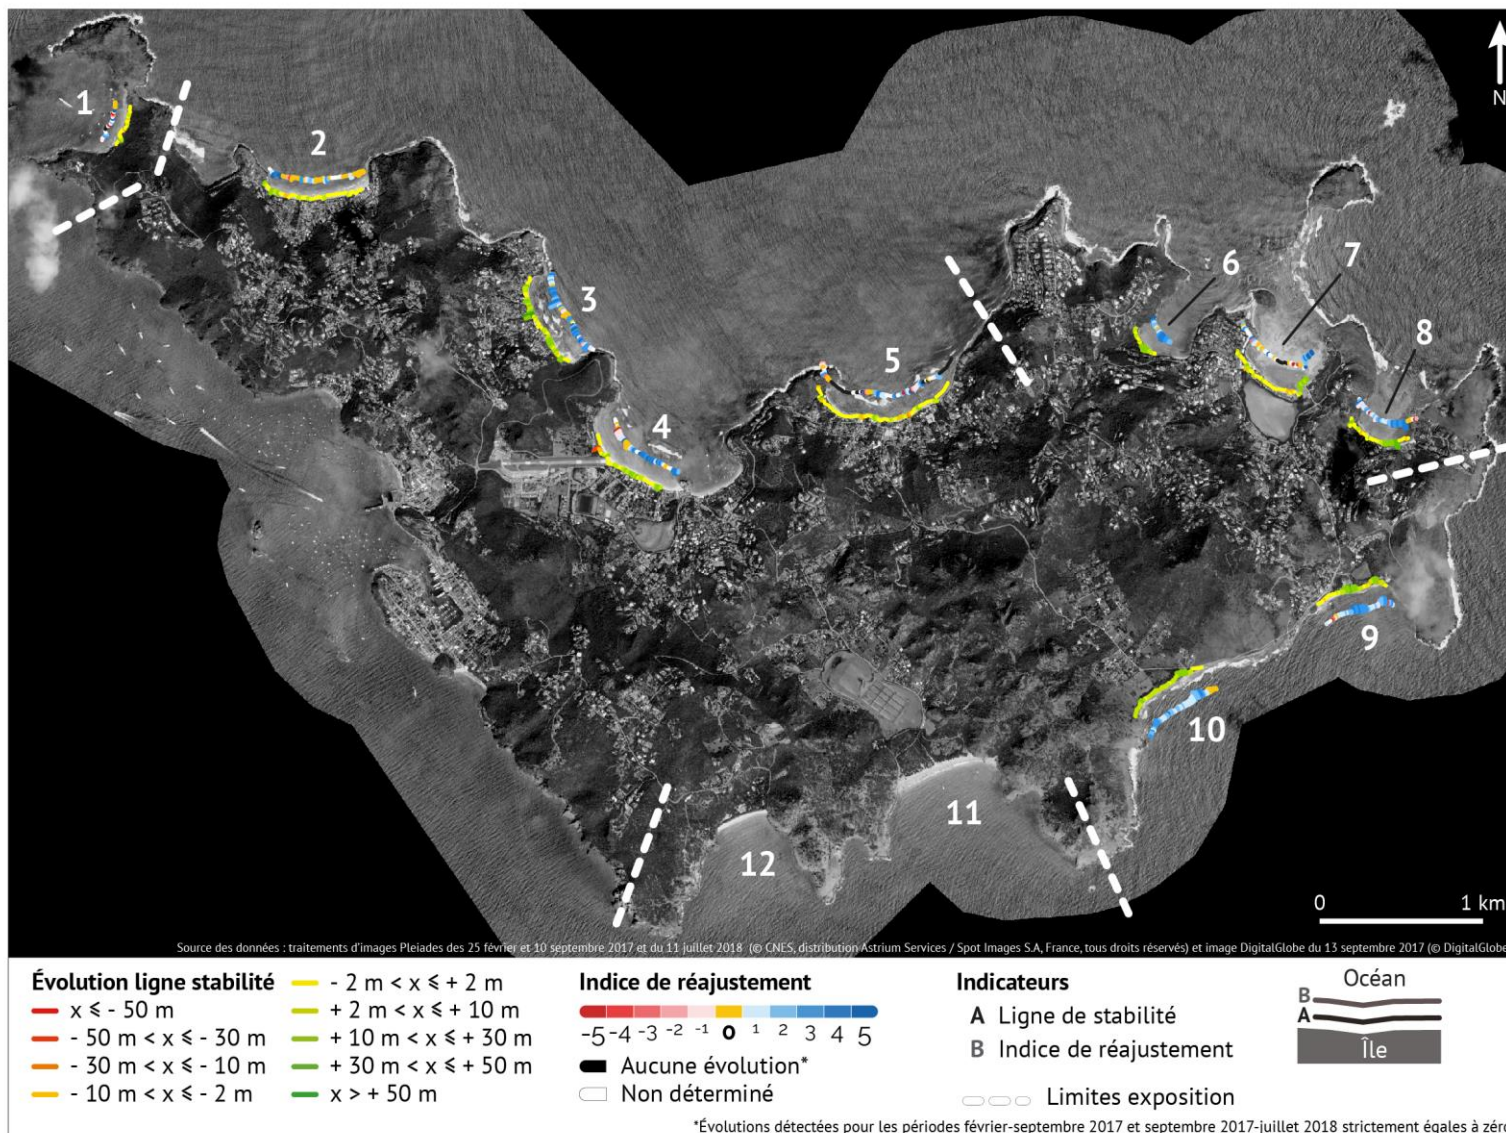 N
1
2
3
4
5
6
7
8
9
10
11
12
0 1 km
Source des données : traitements d'images Pleiades des 25 février et 10 septembre 2017 et du 11 juillet 2018 (© CNES, distribution Astrium Services / Spot Images S.A, France, tous droits réservés) et image DigitalGlobe du 13 septembre 2017 (© DigitalGlobe
Évolution ligne stabilité
x ⩽ - 50 m
- 50 m < x ⩽ - 30 m
- 30 m < x ⩽ - 10 m
- 10 m < x ⩽ - 2 m
- 2 m < x ⩽ + 2 m
+ 2 m < x ⩽ + 10 m
+ 10 m < x ⩽ + 30 m
+ 30 m < x ⩽ + 50 m
x > + 50 m
Indice de réajustement
-5 -4 -3 -2 -1 0 1 2 3 4 5
Aucune évolution*
Non déterminé
Indicateurs
A Ligne de stabilité
B Indice de réajustement
Limites exposition
Océan
B
A
Île
*Évolutions détectées pour les périodes février-septembre 2017 et septembre 2017-juillet 2018 strictement égales à zéro